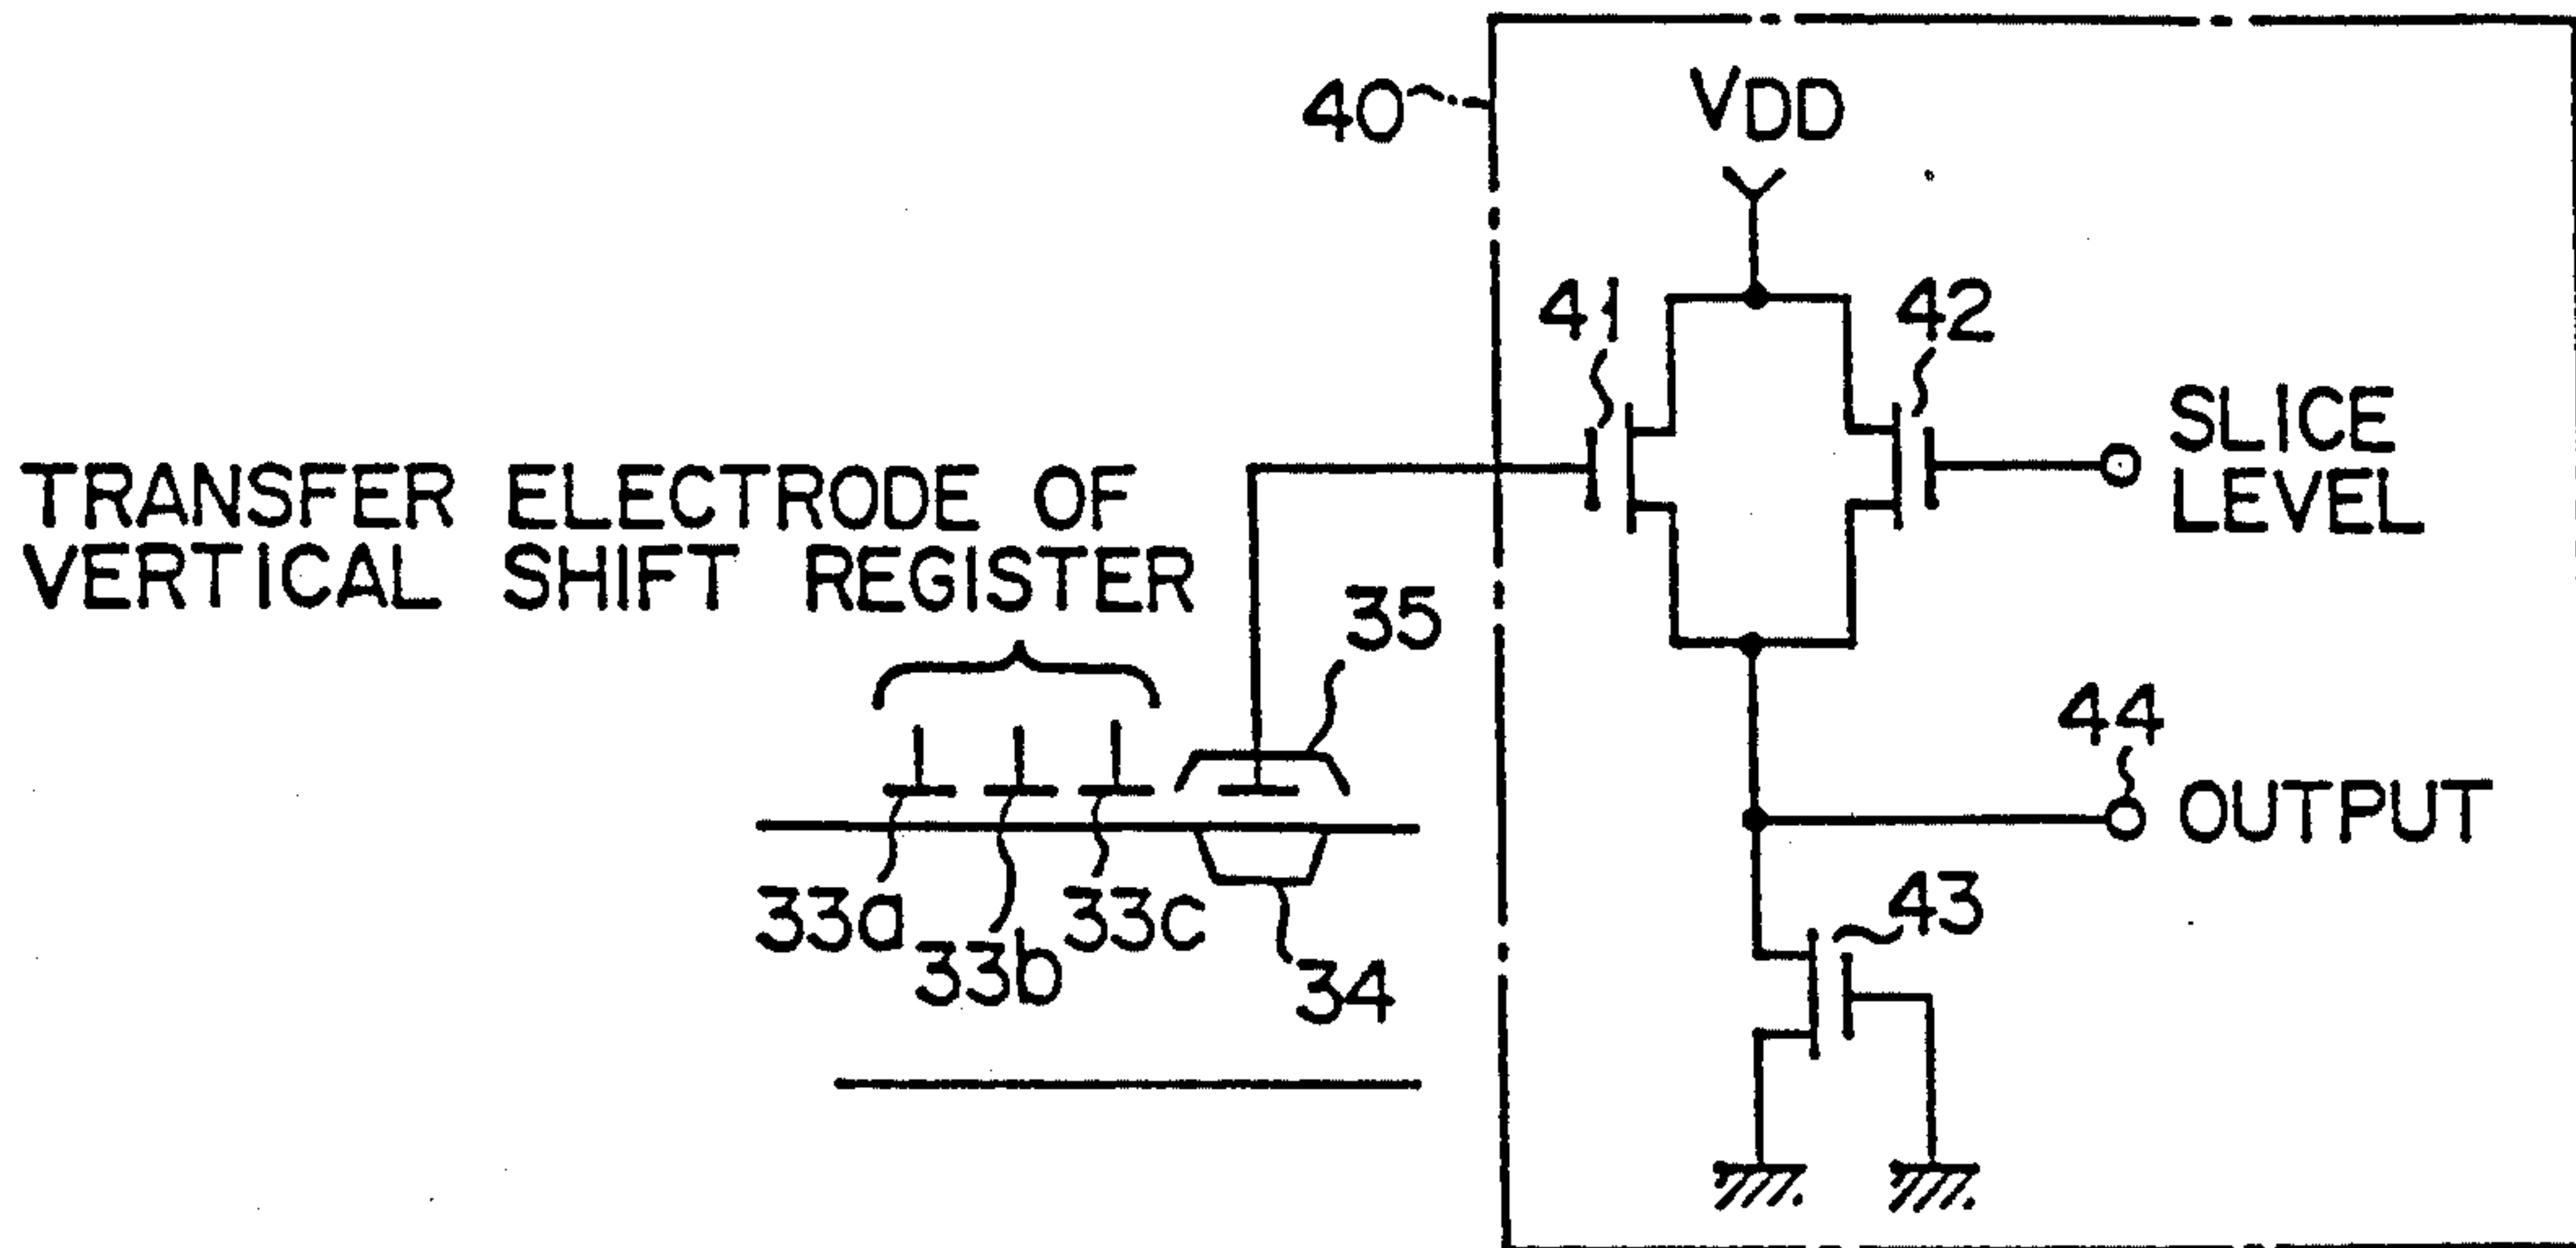 40
VDD
41
42
SLICE
LEVEL
TRANSFER ELECTRODE OF
VERTICAL SHIFT REGISTER
35
44
OUTPUT
33a
33b
33c
34
43